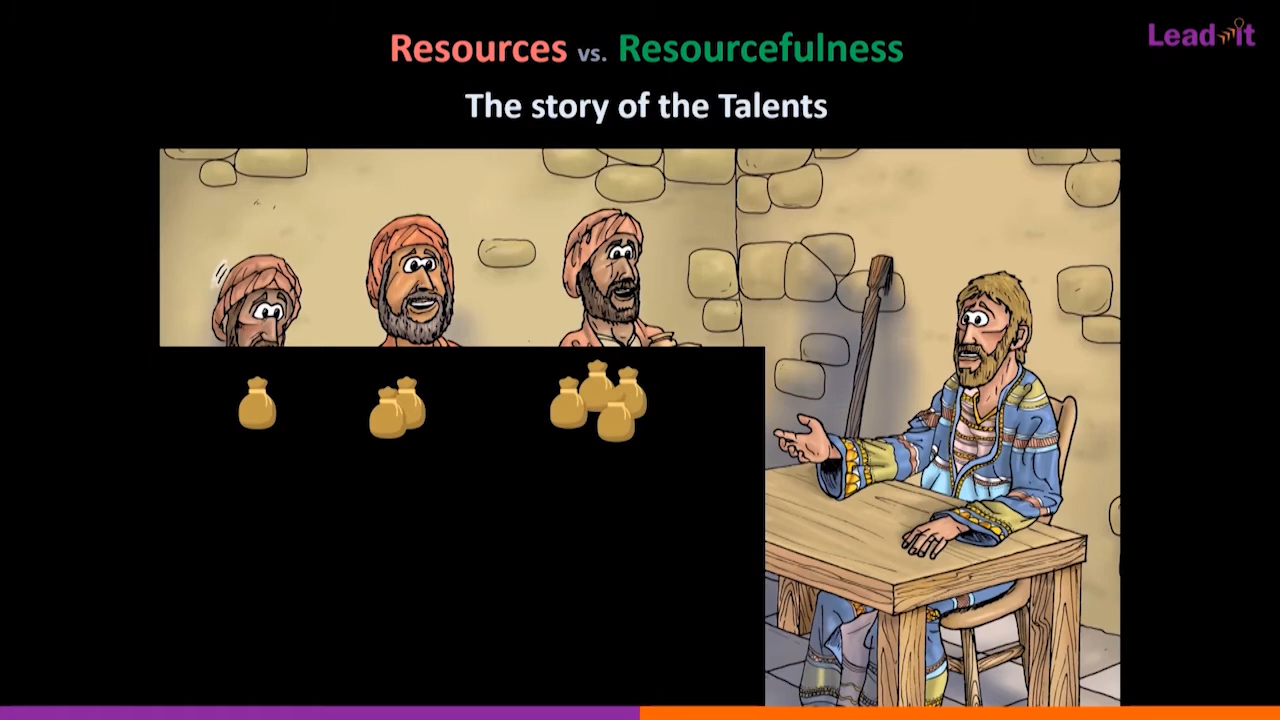 Resources vs. Resourcefulness
Lead it
The story of the Talents